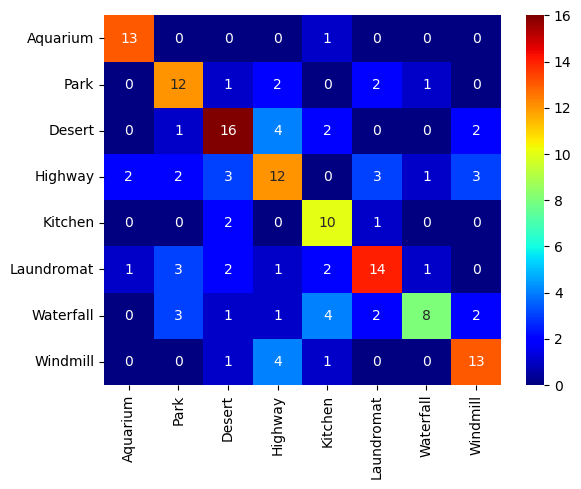 Aquarium 13 0 0 0 1 0 0 0
Park 0 12 1 2 0 2 1 0
Desert 0 1 16 4 2 0 0 2
Highway 2 2 3 12 0 3 1 3
Kitchen 0 0 2 0 10 1 0 0
Laundromat 1 3 2 1 2 14 1 0
Waterfall 0 3 1 1 4 2 8 2
Windmill 0 0 1 4 1 0 0 13
Aquarium Park Desert Highway Kitchen Laundromat Waterfall Windmill
16
14
12
10
8
6
4
2
0